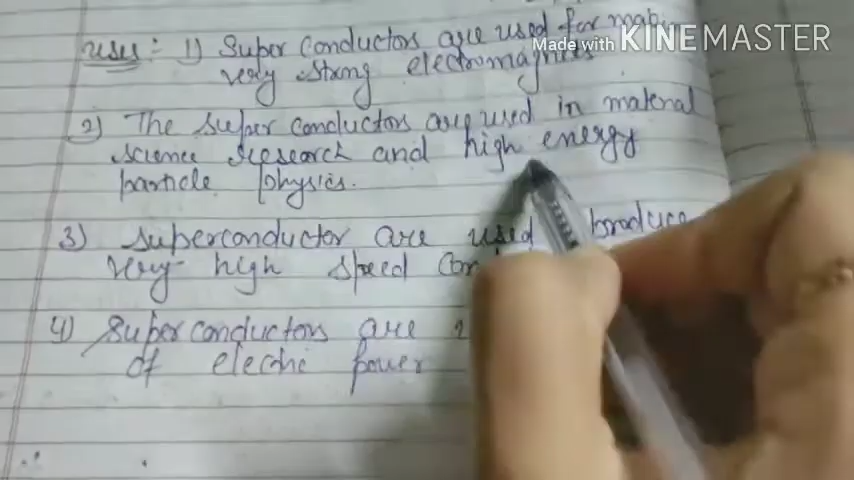 uses :- 1) Super conductors are used for making
Made with KINEMASTER
very strong electromagnets
2) The super conductors are used in material
science research and high energy
particle physics.
3) Superconductor are used produce
very high speed
4) Super conductors are
of electric power